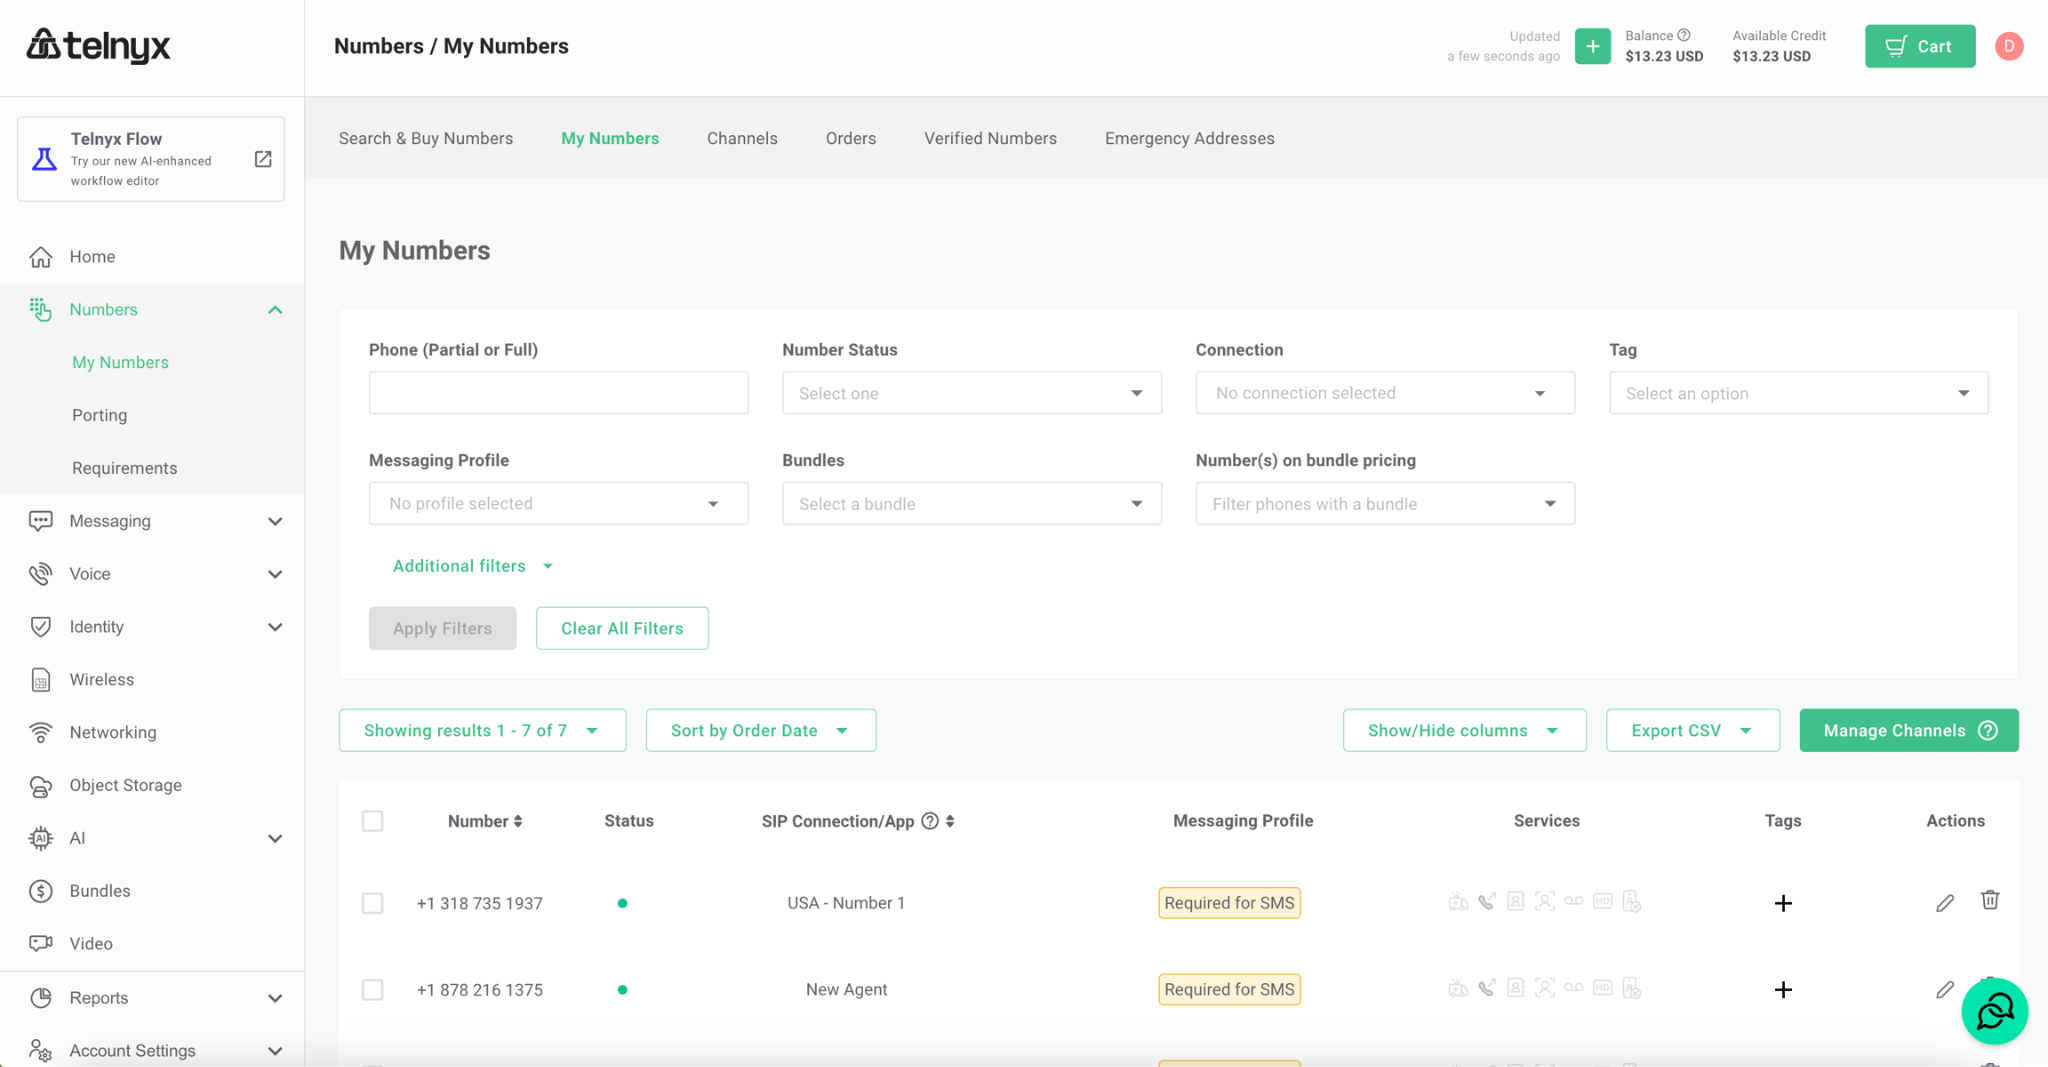 telnyx
Numbers / My Numbers
Updated
a few seconds ago
+
Balance
$13.23 USD
Available Credit
$13.23 USD
Cart
D
Telnyx Flow
Try our new AI-enhanced
workflow editor
Search & Buy Numbers
My Numbers
Channels
Orders
Verified Numbers
Emergency Addresses
Home
Numbers
My Numbers
Porting
Requirements
Messaging
Voice
Identity
Wireless
Networking
Object Storage
AI
Bundles
Video
Reports
Account Settings
My Numbers
Phone (Partial or Full)
Number Status
Select one
Connection
No connection selected
Tag
Select an option
Messaging Profile
No profile selected
Bundles
Select a bundle
Number(s) on bundle pricing
Filter phones with a bundle
Additional filters
Apply Filters
Clear All Filters
Showing results 1 - 7 of 7
Sort by Order Date
Show/Hide columns
Export CSV
Manage Channels ?
Number
Status
SIP Connection/App ?
Messaging Profile
Services
Tags
Actions
+1 318 735 1937
USA - Number 1
Required for SMS
HD
+
+1 878 216 1375
New Agent
Required for SMS
HD
+